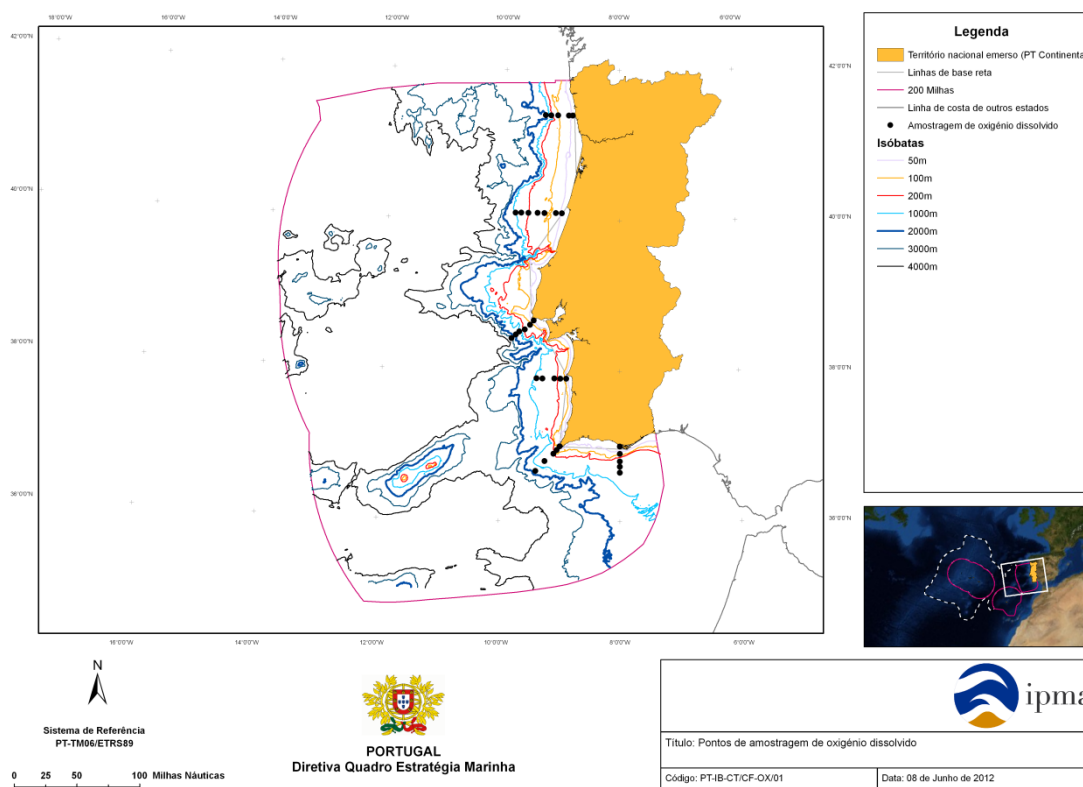 18°0'0"W 16°0'0"W 14°0'0"W 12°0'0"W 10°0'0"W 8°0'0"W 6°0'0"W
42°0'0"N
42°0'0"N
40°0'0"N
40°0'0"N
38°0'0"N
38°0'0"N
36°0'0"N
36°0'0"N
16°0'0"W 14°0'0"W 12°0'0"W 10°0'0"W 8°0'0"W 6°0'0"W
Legenda
Território nacional emerso (PT Continenta
Linhas de base reta
200 Milhas
Linha de costa de outros estados
Amostragem de oxigénio dissolvido
Isóbatas
50m
100m
200m
1000m
2000m
3000m
4000m
N
Sistema de Referência
PT-TM06/ETRS89
0 25 50 100 Milhas Náuticas
PORTUGAL
Diretiva Quadro Estratégia Marinha
ipma
Título: Pontos de amostragem de oxigénio dissolvido
Código: PT-IB-CT/CF-OX/01
Data: 08 de Junho de 2012